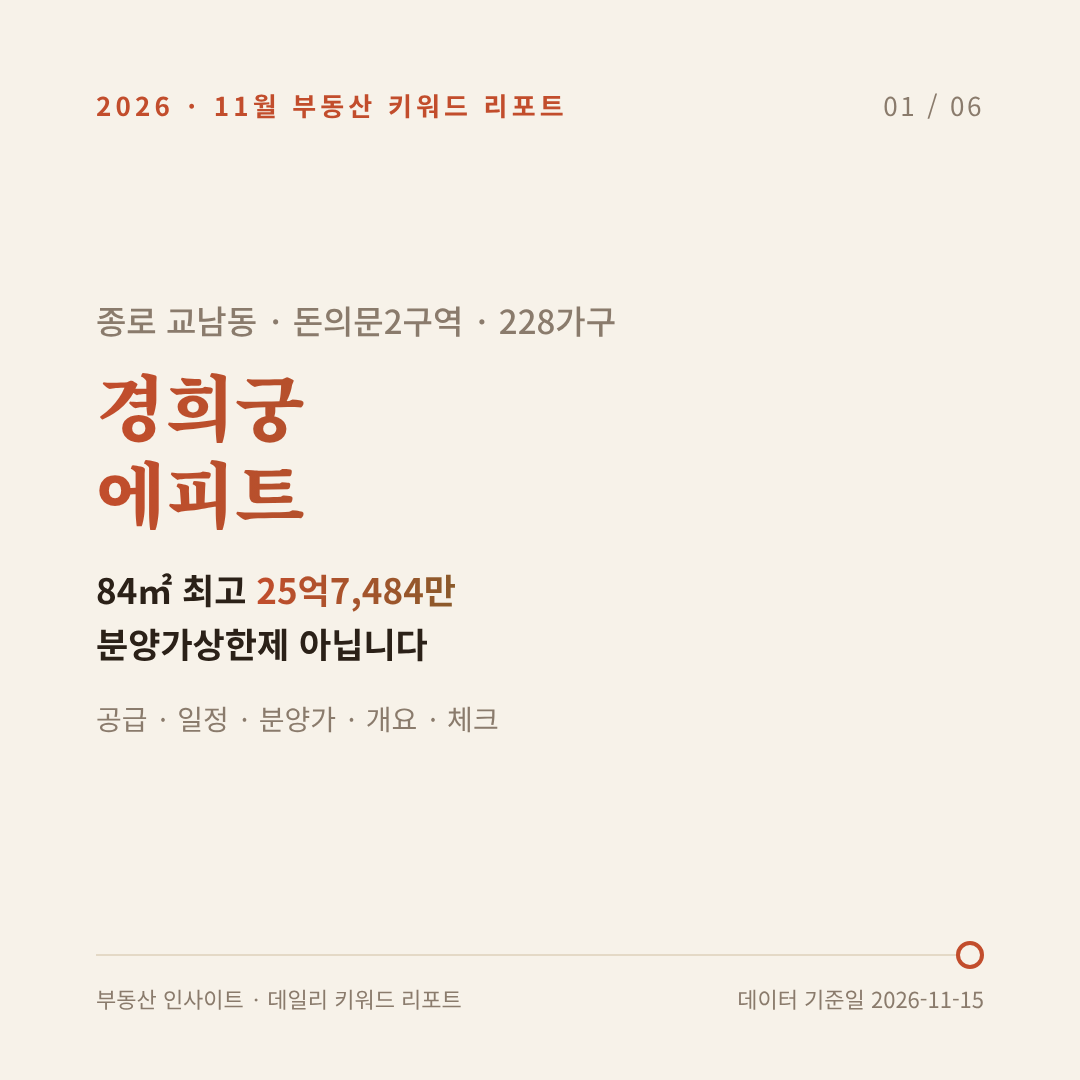 2026 · 11월 부동산 키워드 리포트
01 / 06
종로 교남동 · 돈의문2구역 · 228가구
경희궁
에피트
84㎡ 최고 25억7,484만
분양가상한제 아닙니다
공급 · 일정 · 분양가 · 개요 · 체크
부동산 인사이트 · 데일리 키워드 리포트
데이터 기준일 2026-11-15